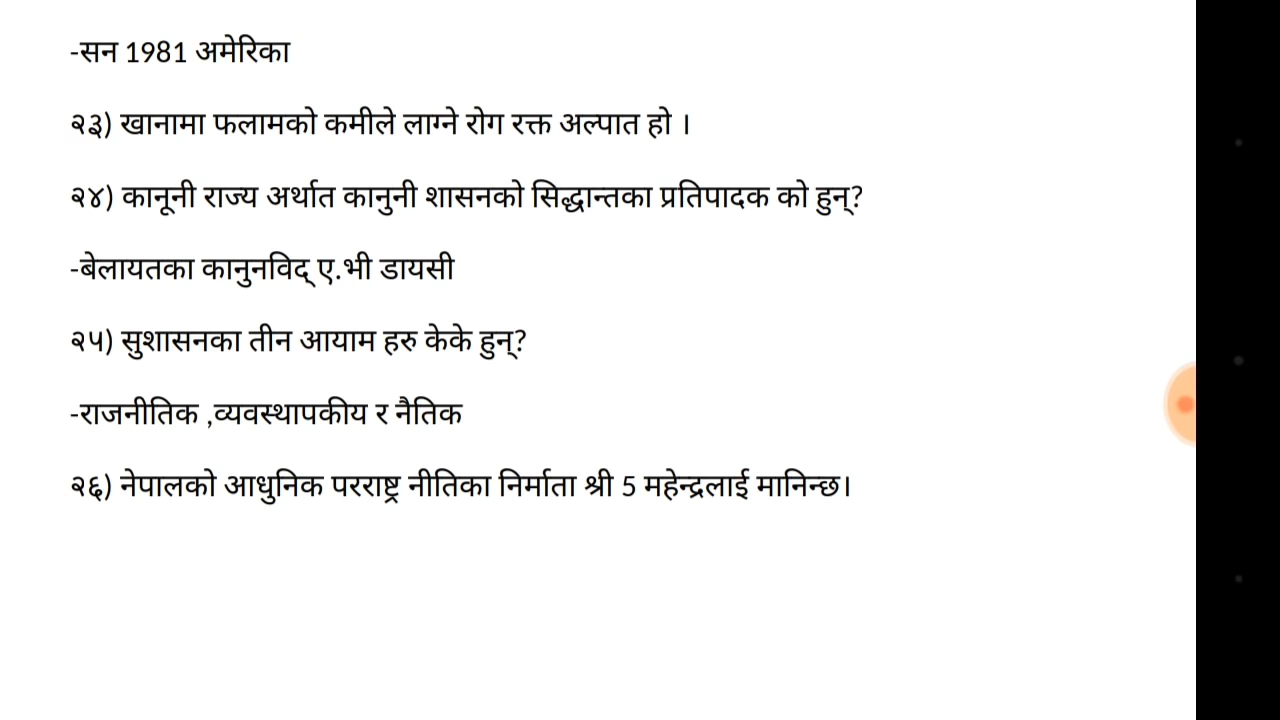 -सन 1981 अमेरिका
२३) खानामा फलामको कमीले लाग्ने रोग रक्त अल्पात हो ।
२४) कानूनी राज्य अर्थात कानुनी शासनको सिद्धान्तका प्रतिपादक को हुन्?
-बेलायतका कानुनविद् ए.भी डायसी
२५) सुशासनका तीन आयाम हरु केके हुन्?
-राजनीतिक ,व्यवस्थापकीय र नैतिक
२६) नेपालको आधुनिक परराष्ट्र नीतिका निर्माता श्री 5 महेन्द्रलाई मानिन्छ।